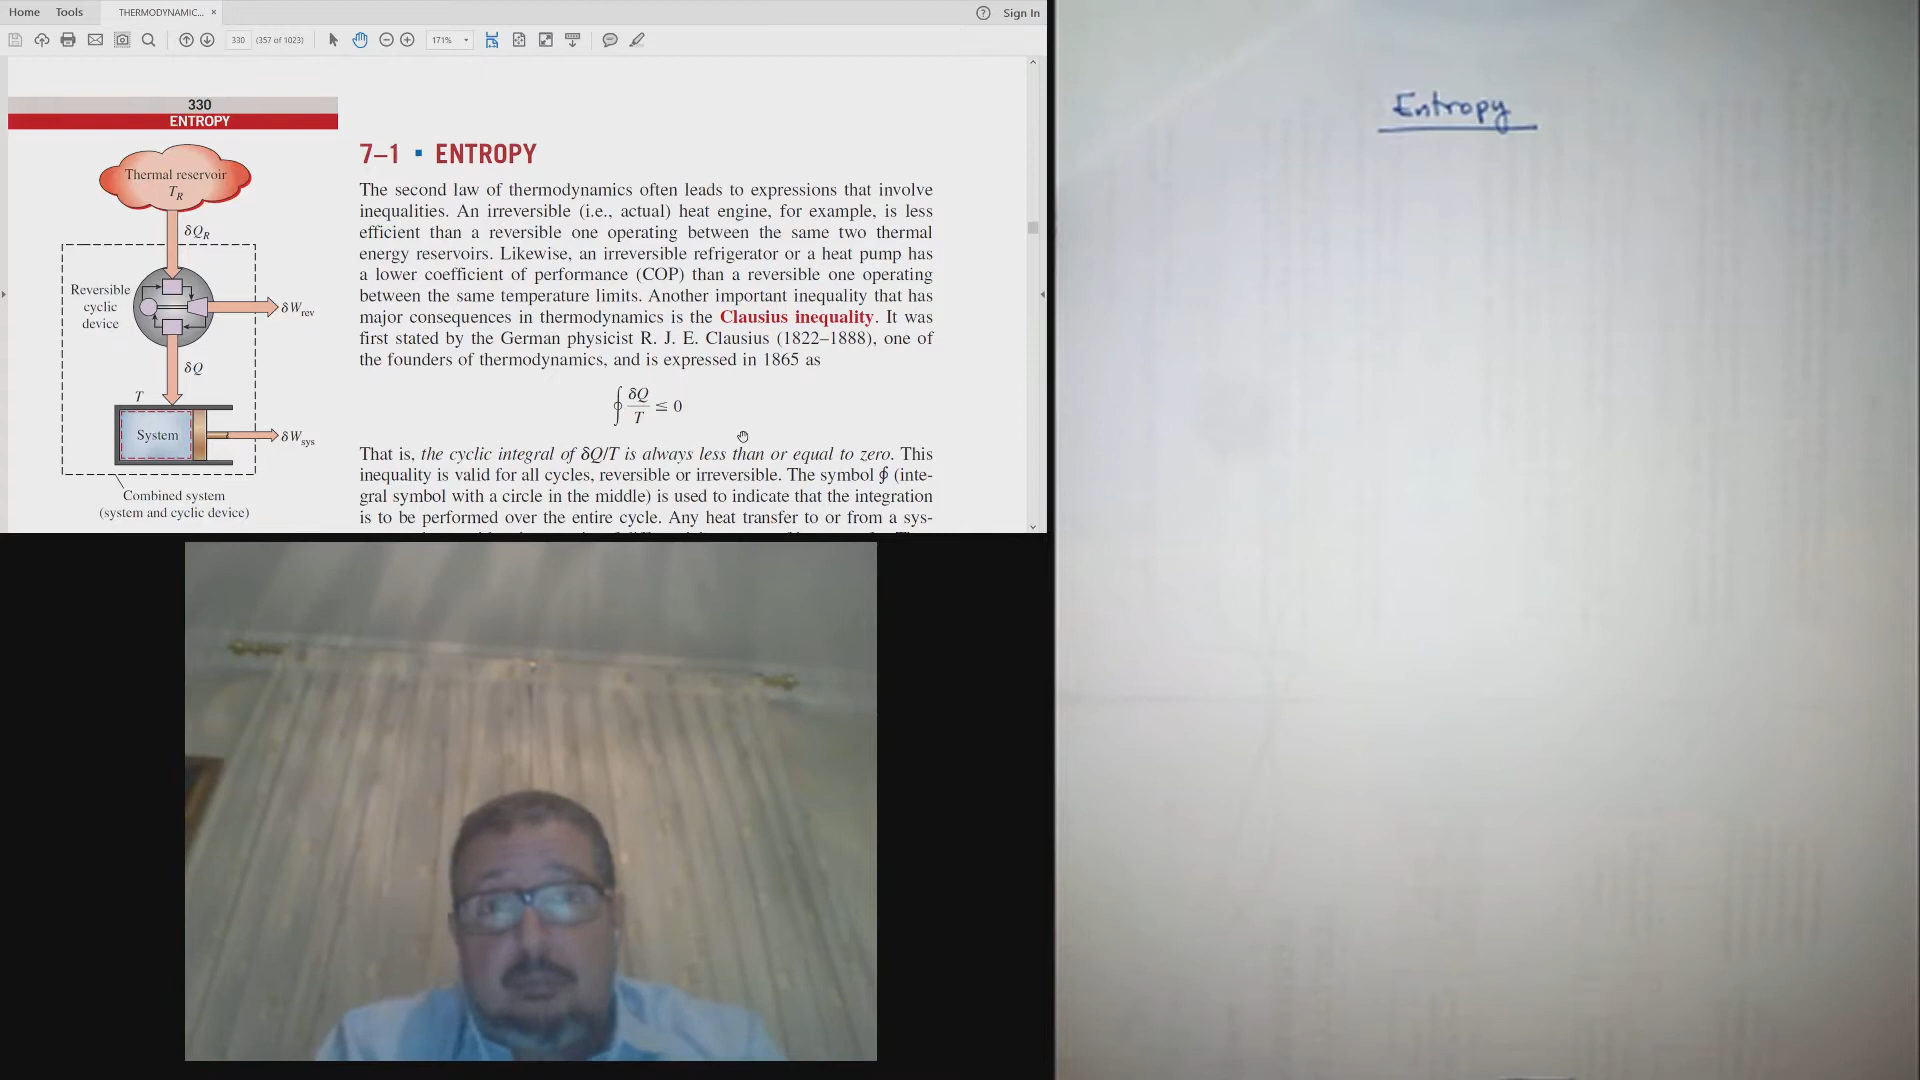 Home Tools THERMODYNAMIC... × Sign In
330 (357 of 1023) 171%
330
ENTROPY
Thermal reservoir
T_R
δQ_R
Reversible
cyclic
device
δW_rev
δQ
T
System
δW_sys
Combined system
(system and cyclic device)
7–1 ▪ ENTROPY
The second law of thermodynamics often leads to expressions that involve
inequalities. An irreversible (i.e., actual) heat engine, for example, is less
efficient than a reversible one operating between the same two thermal
energy reservoirs. Likewise, an irreversible refrigerator or a heat pump has
a lower coefficient of performance (COP) than a reversible one operating
between the same temperature limits. Another important inequality that has
major consequences in thermodynamics is the Clausius inequality. It was
first stated by the German physicist R. J. E. Clausius (1822–1888), one of
the founders of thermodynamics, and is expressed in 1865 as
∮ δQ/T ≤ 0
That is, the cyclic integral of δQ/T is always less than or equal to zero. This
inequality is valid for all cycles, reversible or irreversible. The symbol ∮ (inte-
gral symbol with a circle in the middle) is used to indicate that the integration
is to be performed over the entire cycle. Any heat transfer to or from a sys-
Entropy